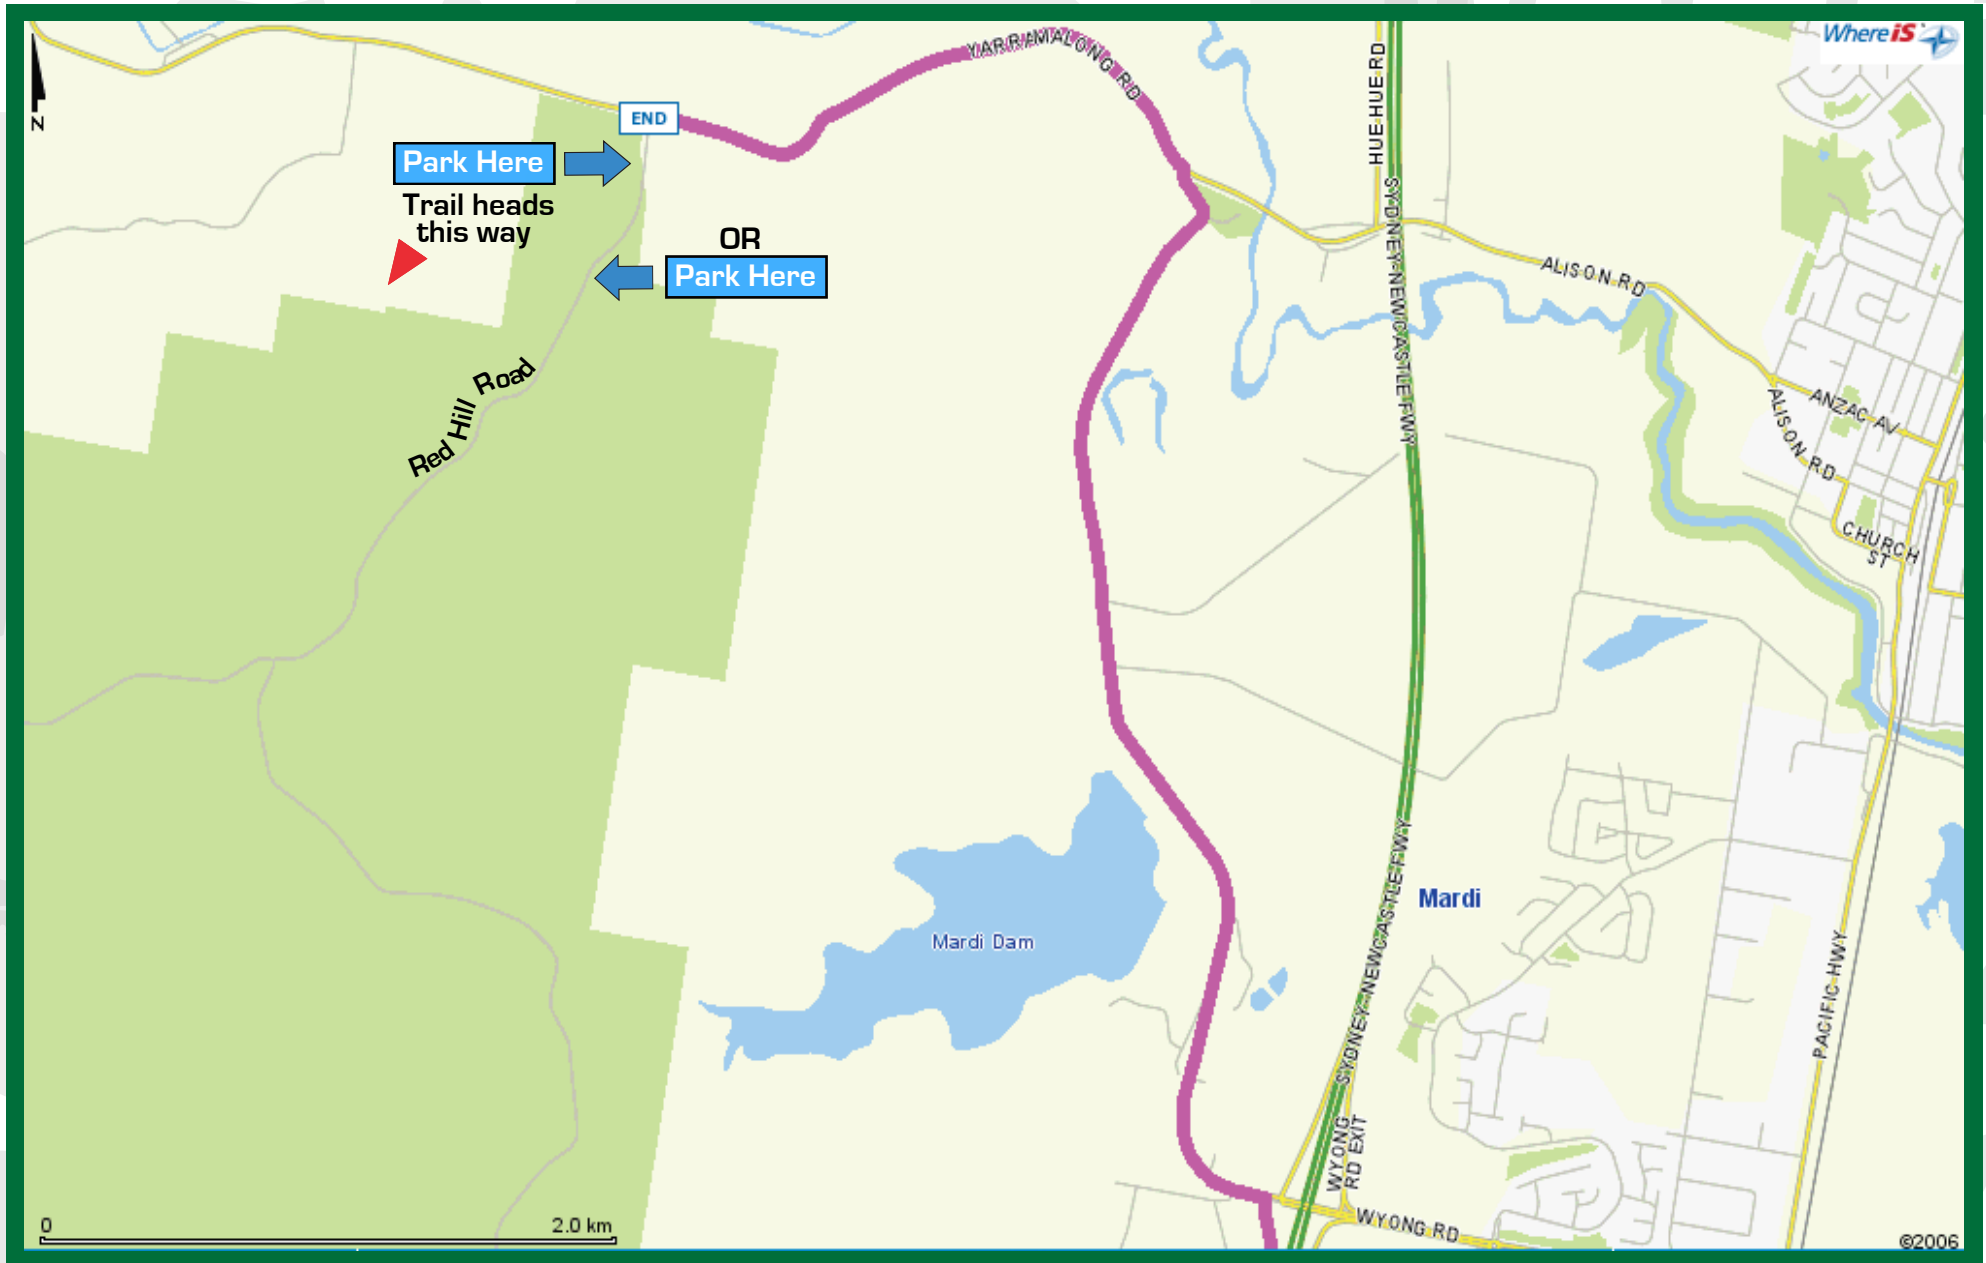 WhereiS
N
YARRAMALONG RD
HUE HUE RD
END
Park Here
Trail heads
this way
OR
Park Here
SYDNEY-NEWCASTLE FWY
ALISON RD
Red Hill Road
ANZAC AV
ALISON RD
CHURCH
ST
SYDNEY-NEWCASTLE FWY
Mardi
Mardi Dam
PACIFIC HWY
WYONG
RD EXIT
WYONG RD
0
2.0 km
©2006